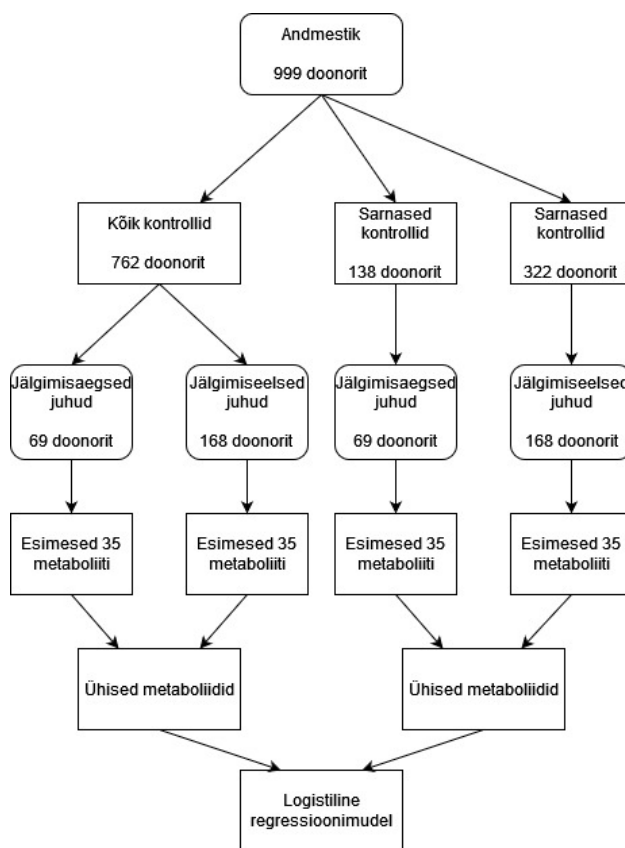 Andmestik
999 doonorit
Kõik kontrollid
762 doonorit
Sarnased
kontrollid
138 doonorit
Sarnased
kontrollid
322 doonorit
Jälgimisaegsed
juhud
69 doonorit
Jälgimiseelsed
juhud
168 doonorit
Jälgimisaegsed
juhud
69 doonorit
Jälgimiseelsed
juhud
168 doonorit
Esimesed 35
metaboliiti
Esimesed 35
metaboliiti
Esimesed 35
metaboliiti
Esimesed 35
metaboliiti
Ühised metaboliidid
Ühised metaboliidid
Logistiline
regressioonimudel